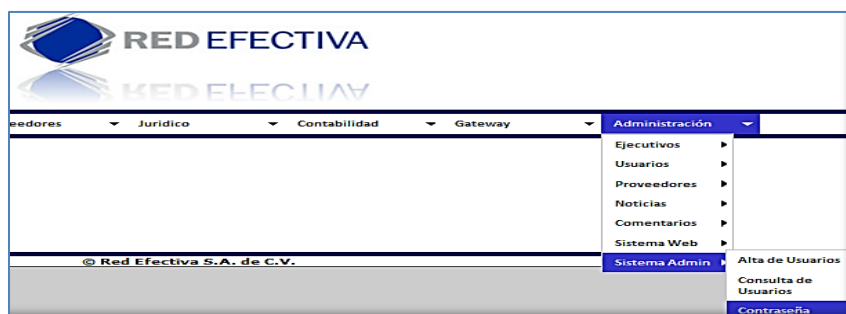 RED EFECTIVA
eedores Juridico Contabilidad Gateway Administración
Ejecutivos
Usuarios
Proveedores
Noticias
Comentarios
Sistema Web
© Red Efectiva S.A. de C.V.
Sistema Admin
Alta de Usuarios
Consulta de
Usuarios
Contraseña